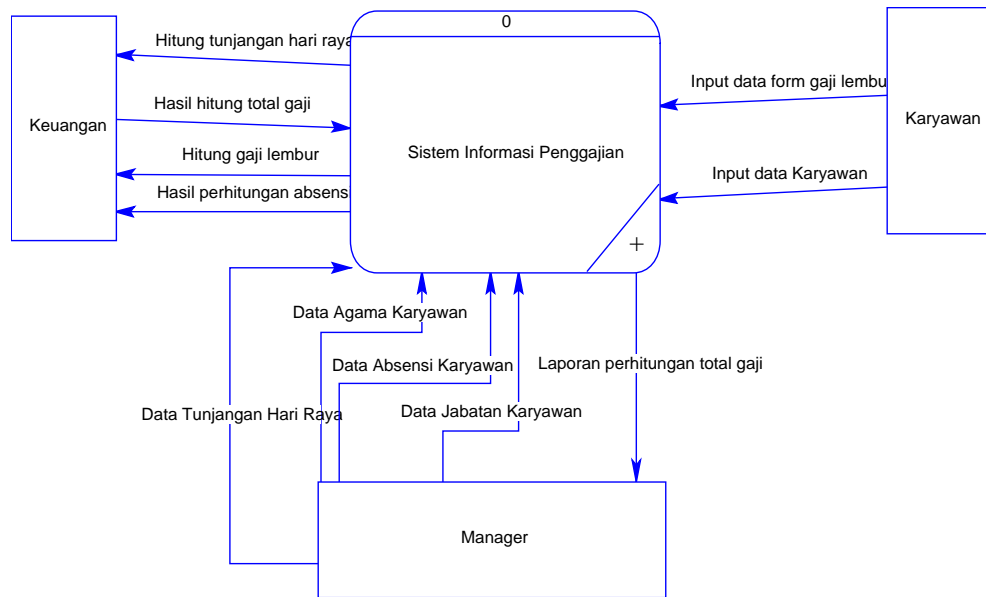 0
Hitung tunjangan hari raya
Input data form gaji lembu
Hasil hitung total gaji
Keuangan
Karyawan
Sistem Informasi Penggajian
Hitung gaji lembur
Input data Karyawan
Hasil perhitungan absensi
+
Data Agama Karyawan
Data Absensi Karyawan
Laporan perhitungan total gaji
Data Tunjangan Hari Raya
Data Jabatan Karyawan
Manager